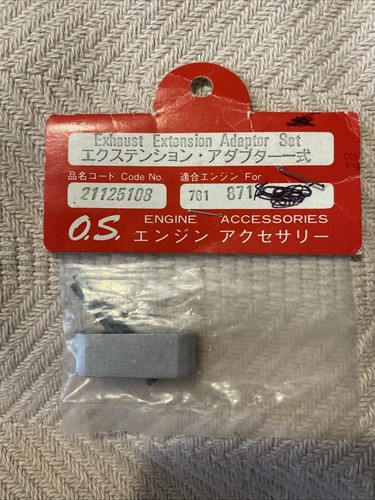 Exhaust Extension Adaptor Set
エクステンション・アダプター一式
品名コード Code No. 適合エンジン For
21125108 761 871
O.S. ENGINE ACCESSORIES
エンジン アクセサリー